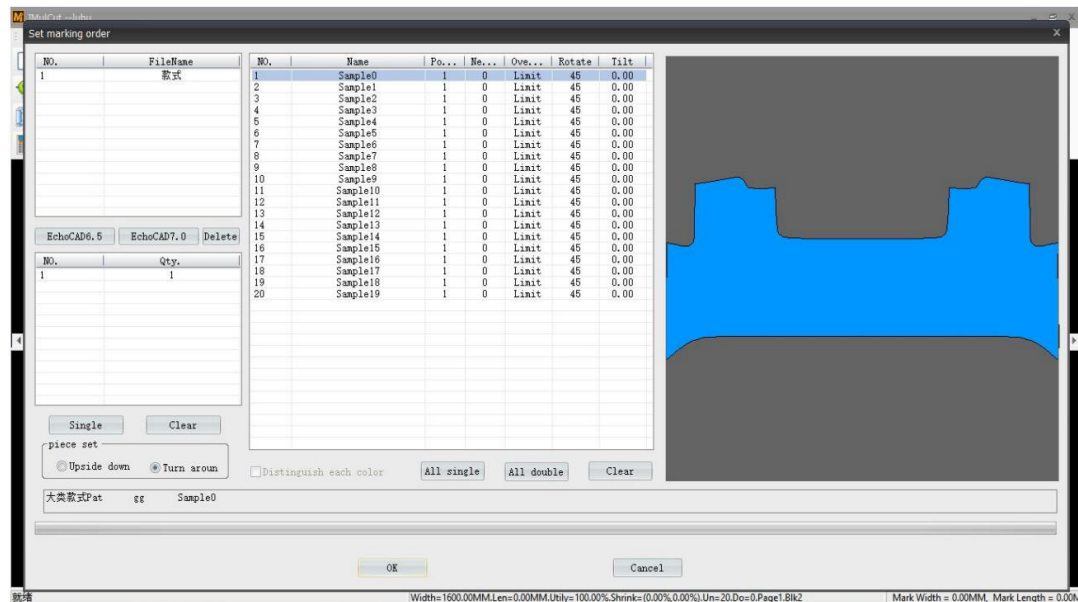 Set marking order
NO. FileName
1 款式
EchoCAD6.5 EchoCAD7.0 Delete
NO. Qty.
1 1
Single Clear
piece set
Upside down Turn aroun
NO. Name Po... Ne... Ove... Rotate Tilt
1 Sample0 1 0 Limit 45 0.00
2 Sample1 1 0 Limit 45 0.00
3 Sample2 1 0 Limit 45 0.00
4 Sample3 1 0 Limit 45 0.00
5 Sample4 1 0 Limit 45 0.00
6 Sample5 1 0 Limit 45 0.00
7 Sample6 1 0 Limit 45 0.00
8 Sample7 1 0 Limit 45 0.00
9 Sample8 1 0 Limit 45 0.00
10 Sample9 1 0 Limit 45 0.00
11 Sample10 1 0 Limit 45 0.00
12 Sample11 1 0 Limit 45 0.00
13 Sample12 1 0 Limit 45 0.00
14 Sample13 1 0 Limit 45 0.00
15 Sample14 1 0 Limit 45 0.00
16 Sample15 1 0 Limit 45 0.00
17 Sample16 1 0 Limit 45 0.00
18 Sample17 1 0 Limit 45 0.00
19 Sample18 1 0 Limit 45 0.00
20 Sample19 1 0 Limit 45 0.00
Distinguish each color All single All double Clear
大类款式Pat gg Sample0
OK Cancel
就绪 Width=1600.00MM,Len=0.00MM,Utily=100.00%,Shrink=(0.00%,0.00%),Un=20,Do=0,Page1,Blk2 Mark Width = 0.00MM, Mark Length = 0.00M